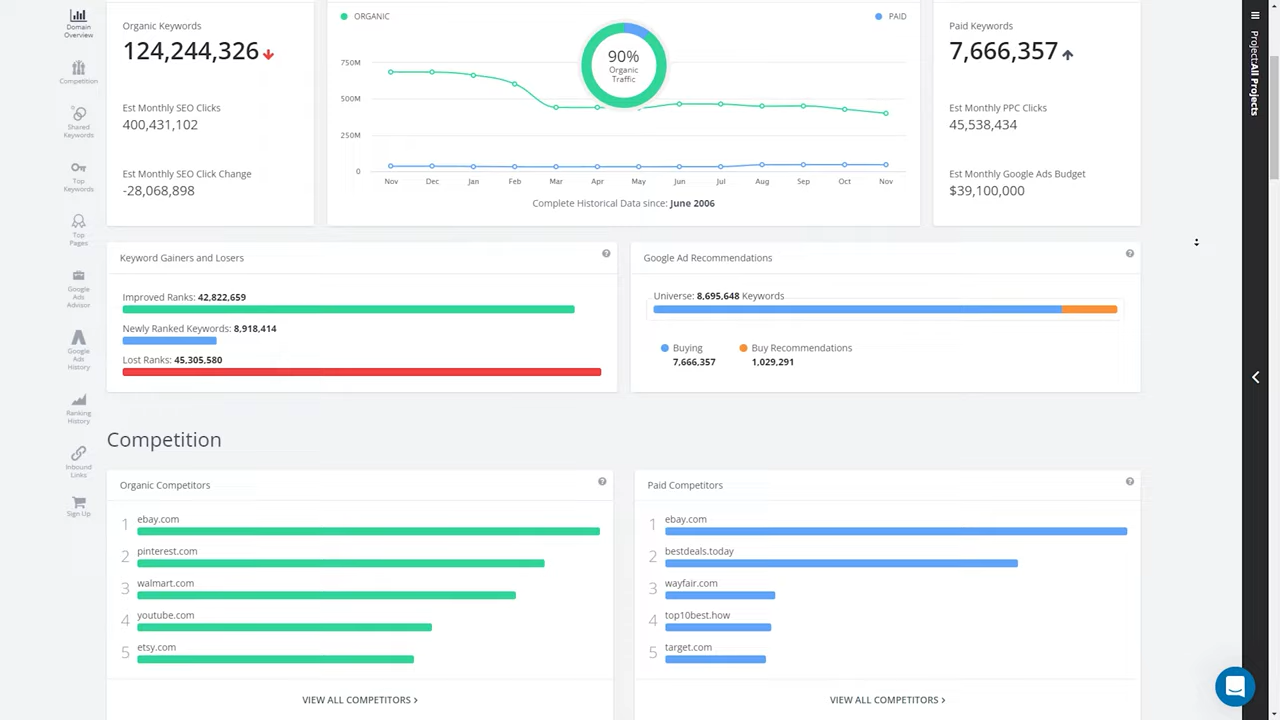 Domain
Overview
Competition
Shared
Keywords
Top
Keywords
Top
Pages
Google
Ads
Advisor
Google
Ads
History
Ranking
History
Inbound
Links
Sign Up
Organic Keywords
124,244,326
Est Monthly SEO Clicks
400,431,102
Est Monthly SEO Click Change
-28,068,898
ORGANIC
PAID
90%
Organic
Traffic
750M
500M
250M
0
Nov Dec Jan Feb Mar Apr May Jun Jul Aug Sep Oct Nov
Complete Historical Data since: June 2006
Paid Keywords
7,666,357
Est Monthly PPC Clicks
45,538,434
Est Monthly Google Ads Budget
$39,100,000
Keyword Gainers and Losers
Improved Ranks: 42,822,659
Newly Ranked Keywords: 8,918,414
Lost Ranks: 45,305,580
Google Ad Recommendations
Universe: 8,695,648 Keywords
Buying
7,666,357
Buy Recommendations
1,029,291
Competition
Organic Competitors
1 ebay.com
2 pinterest.com
3 walmart.com
4 youtube.com
5 etsy.com
VIEW ALL COMPETITORS >
Paid Competitors
1 ebay.com
2 bestdeals.today
3 wayfair.com
4 top10best.how
5 target.com
VIEW ALL COMPETITORS >
Project:All Projects